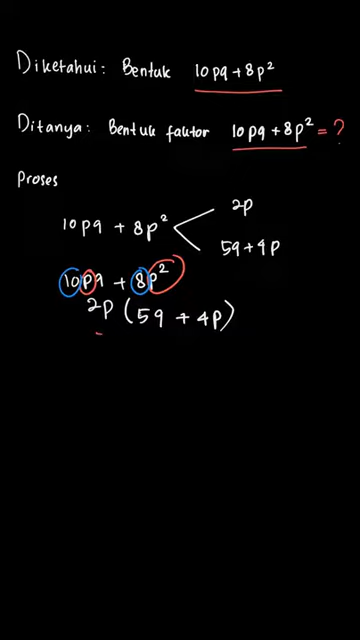 Diketahui: Bentuk 10pq + 8p²
Ditanya: Bentuk faktor 10pq + 8p² = ?
Proses
10pq + 8p² < 2p
5q + 4p
10pq + 8p²
2p (5q + 4p)